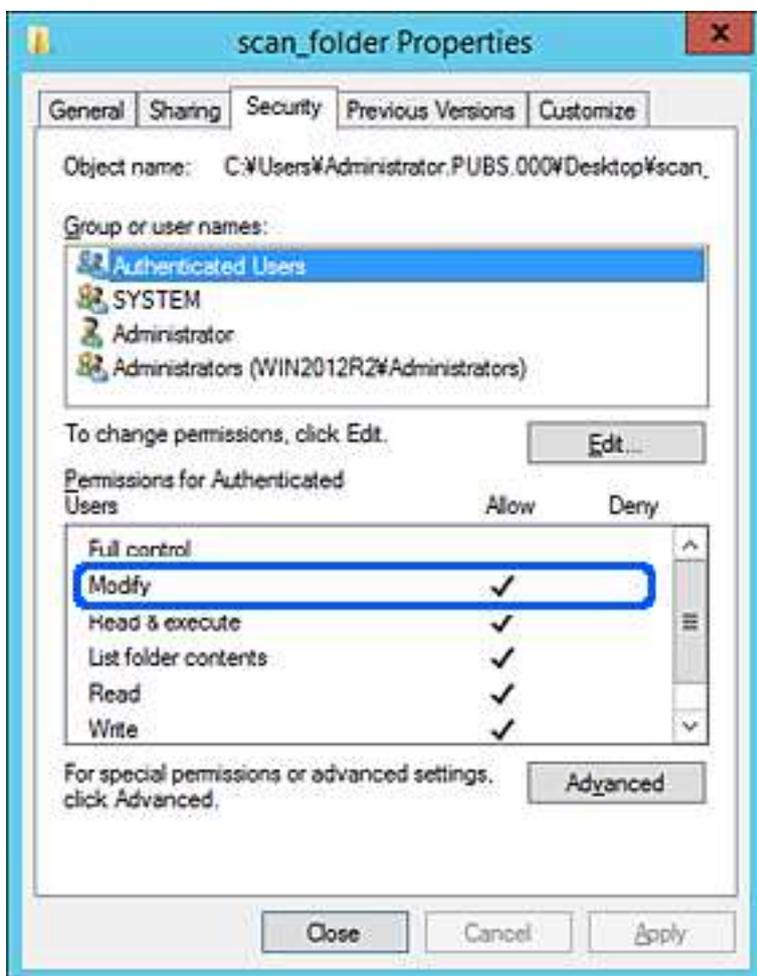 scan_folder Properties
General Sharing Security Previous Versions Customize
Object name: C:¥Users¥Administrator.PUBS.000¥Desktop¥scan_
Group or user names:
Authenticated Users
SYSTEM
Administrator
Administrators (WIN2012R2¥Administrators)
To change permissions, click Edit.
Edit...
Permissions for Authenticated
Users Allow Deny
Full control
Modify
Read & execute
List folder contents
Read
Write
For special permissions or advanced settings,
click Advanced.
Advanced
Close Cancel Apply